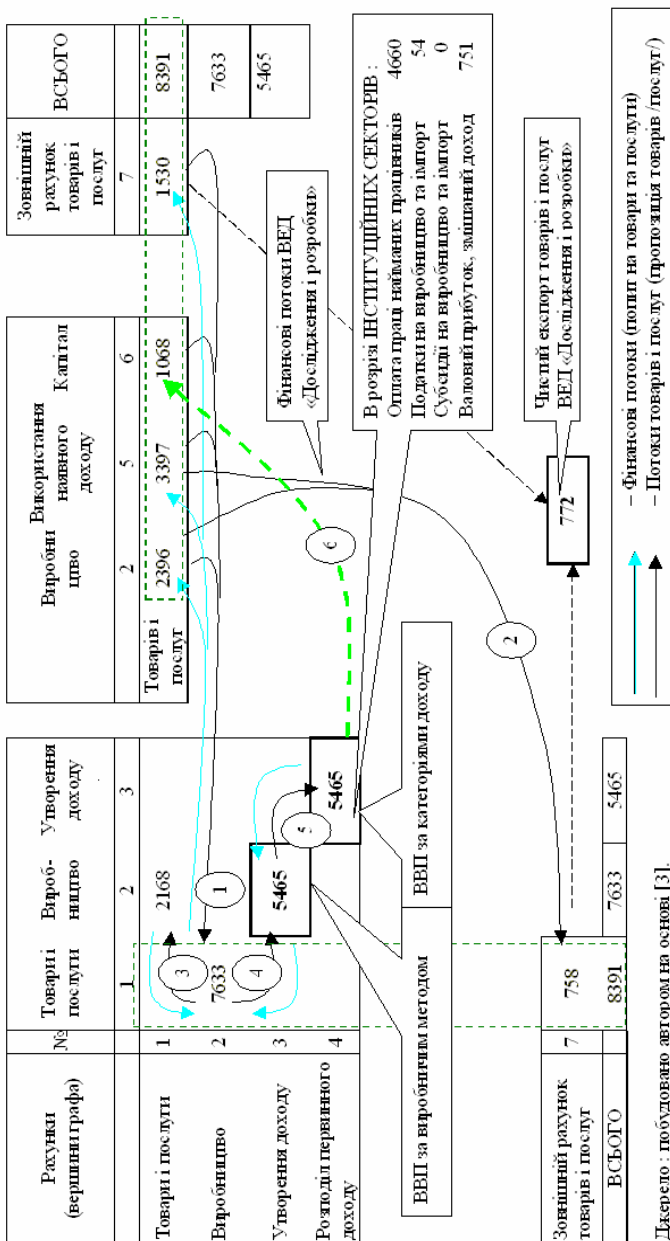 Рахунки
(вершини графа)
№
Товари і
послуги
Вироб-
ництво
Утворення
доходу
1
2
3
Товари і послуги
1
2168
Виробництво
2
7633
Утворення доходу
3
5465
Розподіл первинного
доходу
4
5465
Зовнішній рахунок
товарів і послуг
7
758
ВСЬОГО
8391
7633
5465
Виробни
цтво
Використання
наявного
доходу
Капітал
2
5
6
Товарів і
послуг
2396
3397
1068
Зовнішній
рахунок
товарів і
послуг
7
1530
ВСЬОГО
8391
7633
5465
1
2
3
4
5
6
ВВП за виробничим методом
ВВП за категоріями доходу
Фінансові потоки ВЕД
«Дослідження і розробки»
В розрізі ІНСТИТУЦІЙНИХ СЕКТОРІВ :
Оплата праці найманих працівників 4660
Податки на виробництво та імпорт 54
Субсидії на виробництво та імпорт 0
Валовий прибуток, змішаний доход 751
772
Чистий експорт товарів і послуг
ВЕД «Дослідження і розробки»
– Фінансові потоки (попит на товари та послуги)
– Потоки товарів і послуг (пропозиція товарів /послуг/)
Джерело : побудовано автором на основі [3].